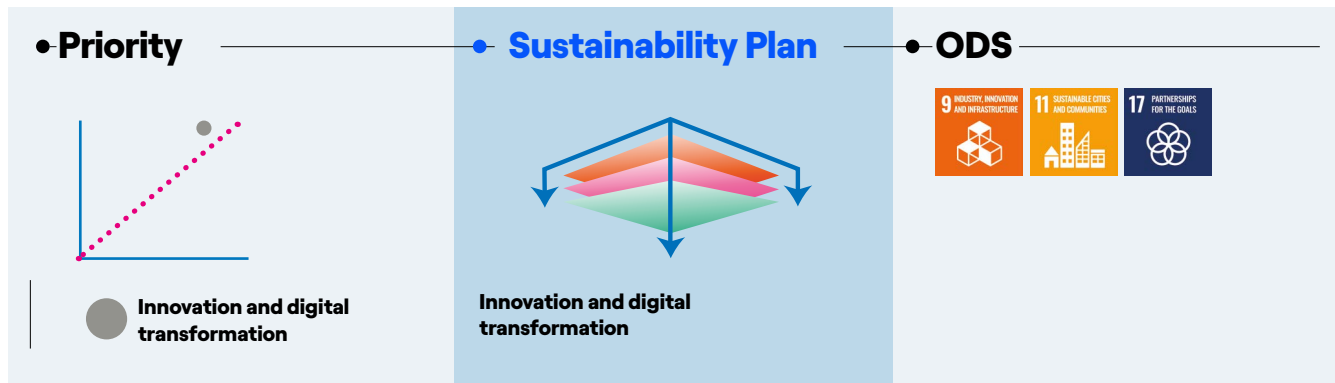 Priority
Sustainability Plan
ODS
9 INDUSTRY, INNOVATION
AND INFRASTRUCTURE
11 SUSTAINABLE CITIES
AND COMMUNITIES
17 PARTNERSHIPS
FOR THE GOALS
Innovation and digital
transformation
Innovation and digital
transformation